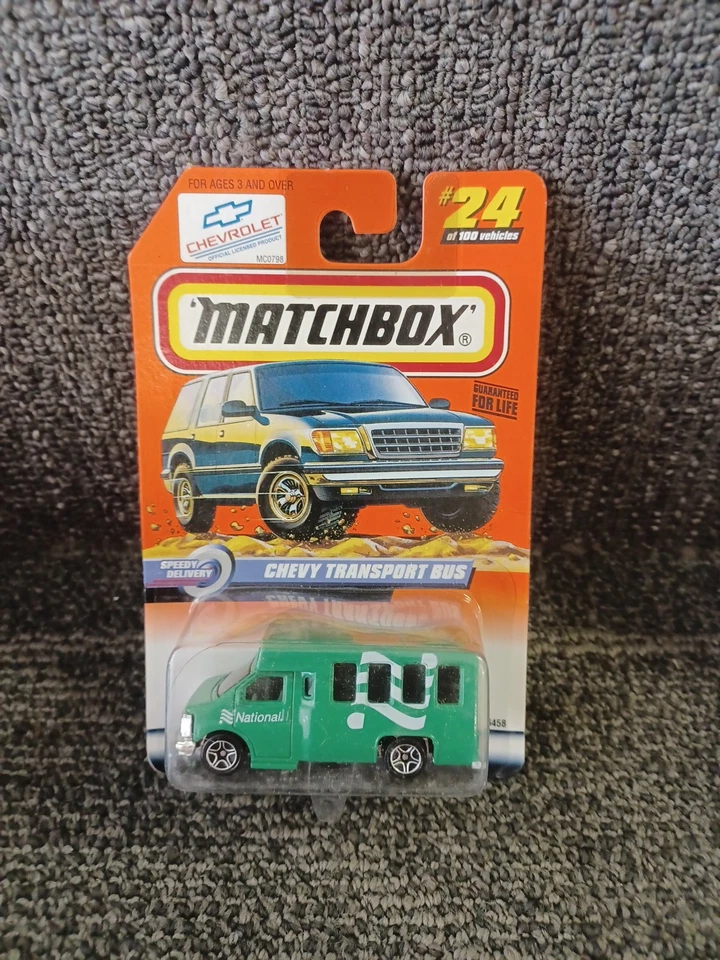 FOR AGES 3 AND OVER
CHEVROLET
OFFICIAL LICENSED PRODUCT
MC0798
#24
of 100 vehicles
'MATCHBOX'®
GUARANTEED
FOR LIFE
SPEEDY
DELIVERY
CHEVY TRANSPORT BUS
National